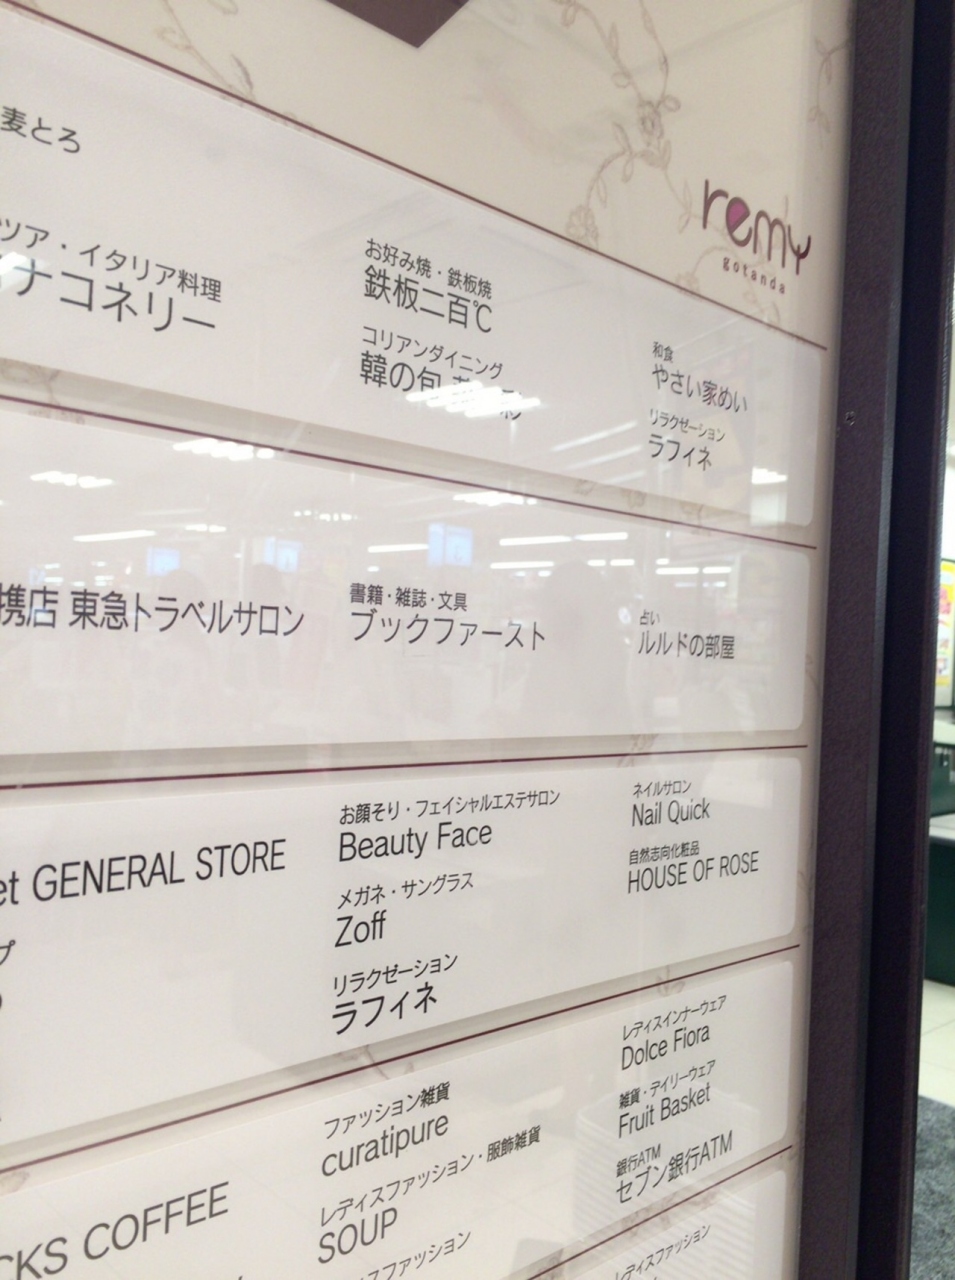 remy
gotanda
麦とろ
ツア・イタリア料理
ナコネリー
お好み焼・鉄板焼
鉄板二百℃
コリアンダイニング
韓の旬
和食
やさい家めい
リラクゼーション
ラフィネ
携店 東急トラベルサロン
書籍・雑誌・文具
ブックファースト
占い
ルルドの部屋
et GENERAL STORE
プ
お顔そり・フェイシャルエステサロン
Beauty Face
メガネ・サングラス
Zoff
リラクゼーション
ラフィネ
ネイルサロン
Nail Quick
自然志向化粧品
HOUSE OF ROSE
CKS COFFEE
ファッション雑貨
curatipure
レディスファッション・服飾雑貨
SOUP
スファッション
レディスインナーウェア
Dolce Fiora
雑貨・デイリーウェア
Fruit Basket
銀行ATM
セブン銀行ATM
レディスファッション